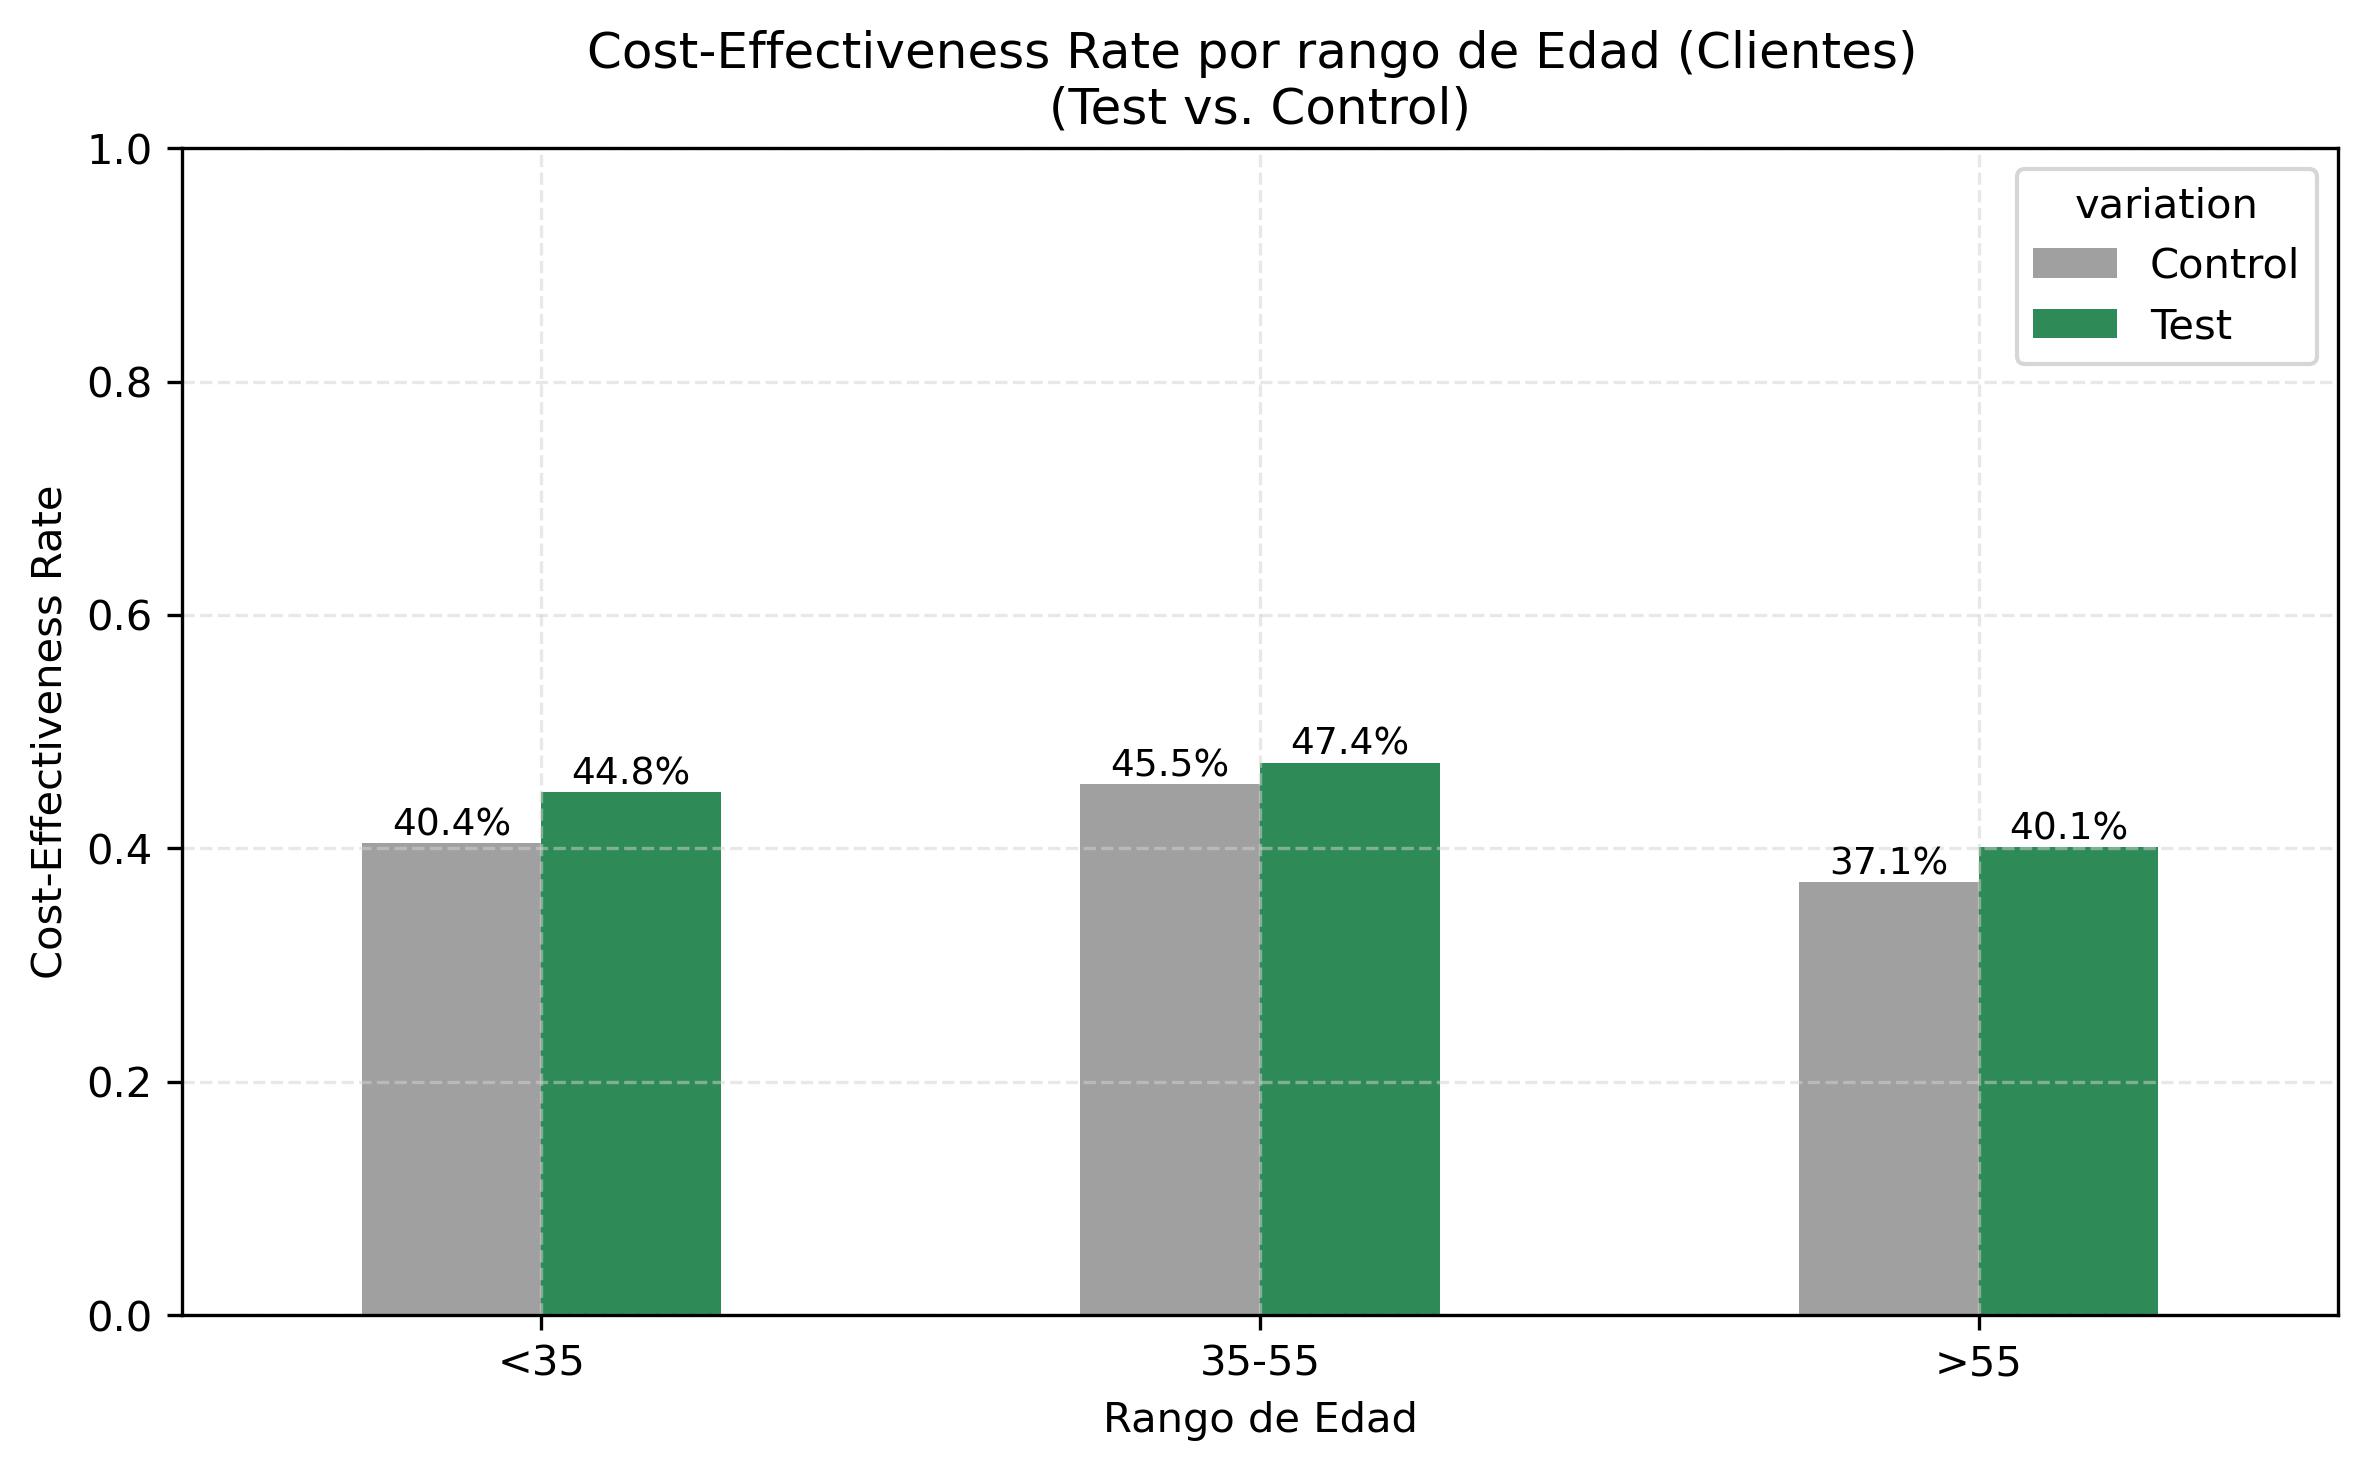 Cost-Effectiveness Rate por rango de Edad (Clientes)
(Test vs. Control)
variation
Control
Test
Cost-Effectiveness Rate
1.0
0.8
0.6
0.4
0.2
0.0
40.4%
44.8%
45.5%
47.4%
37.1%
40.1%
<35
35-55
>55
Rango de Edad